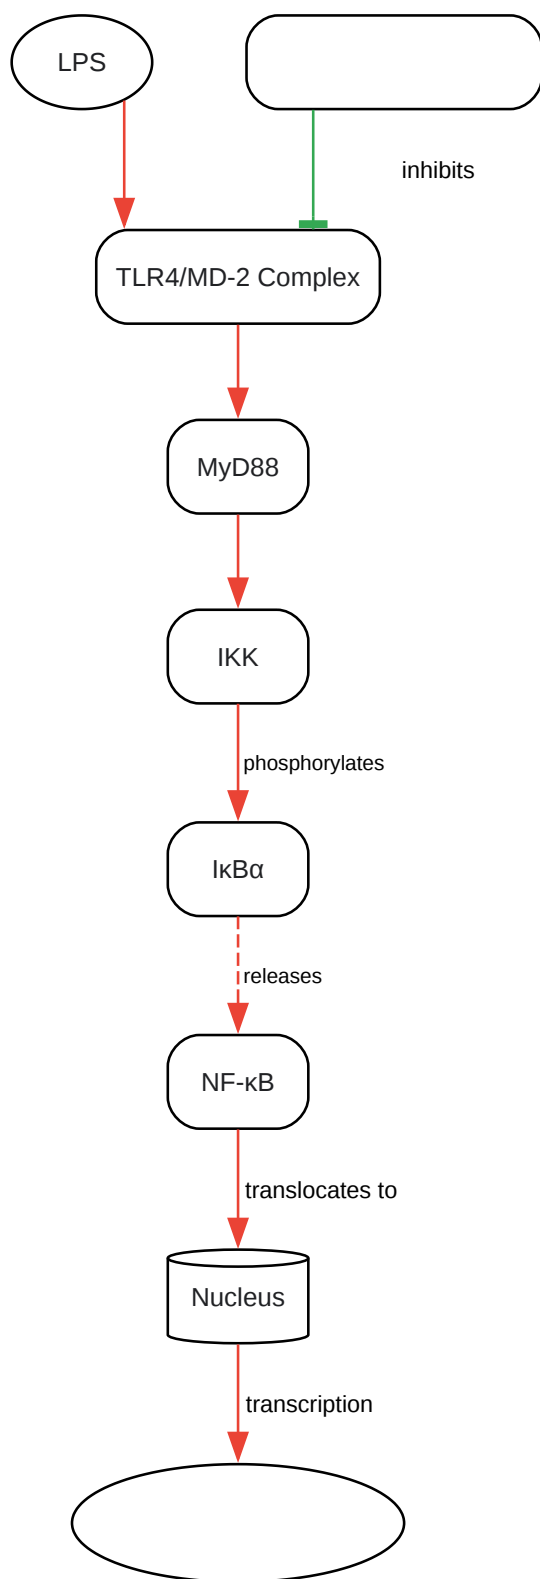 LPS
inhibits
TLR4/MD-2 Complex
MyD88
IKK
phosphorylates
IκBα
releases
NF-κB
translocates to
Nucleus
transcription